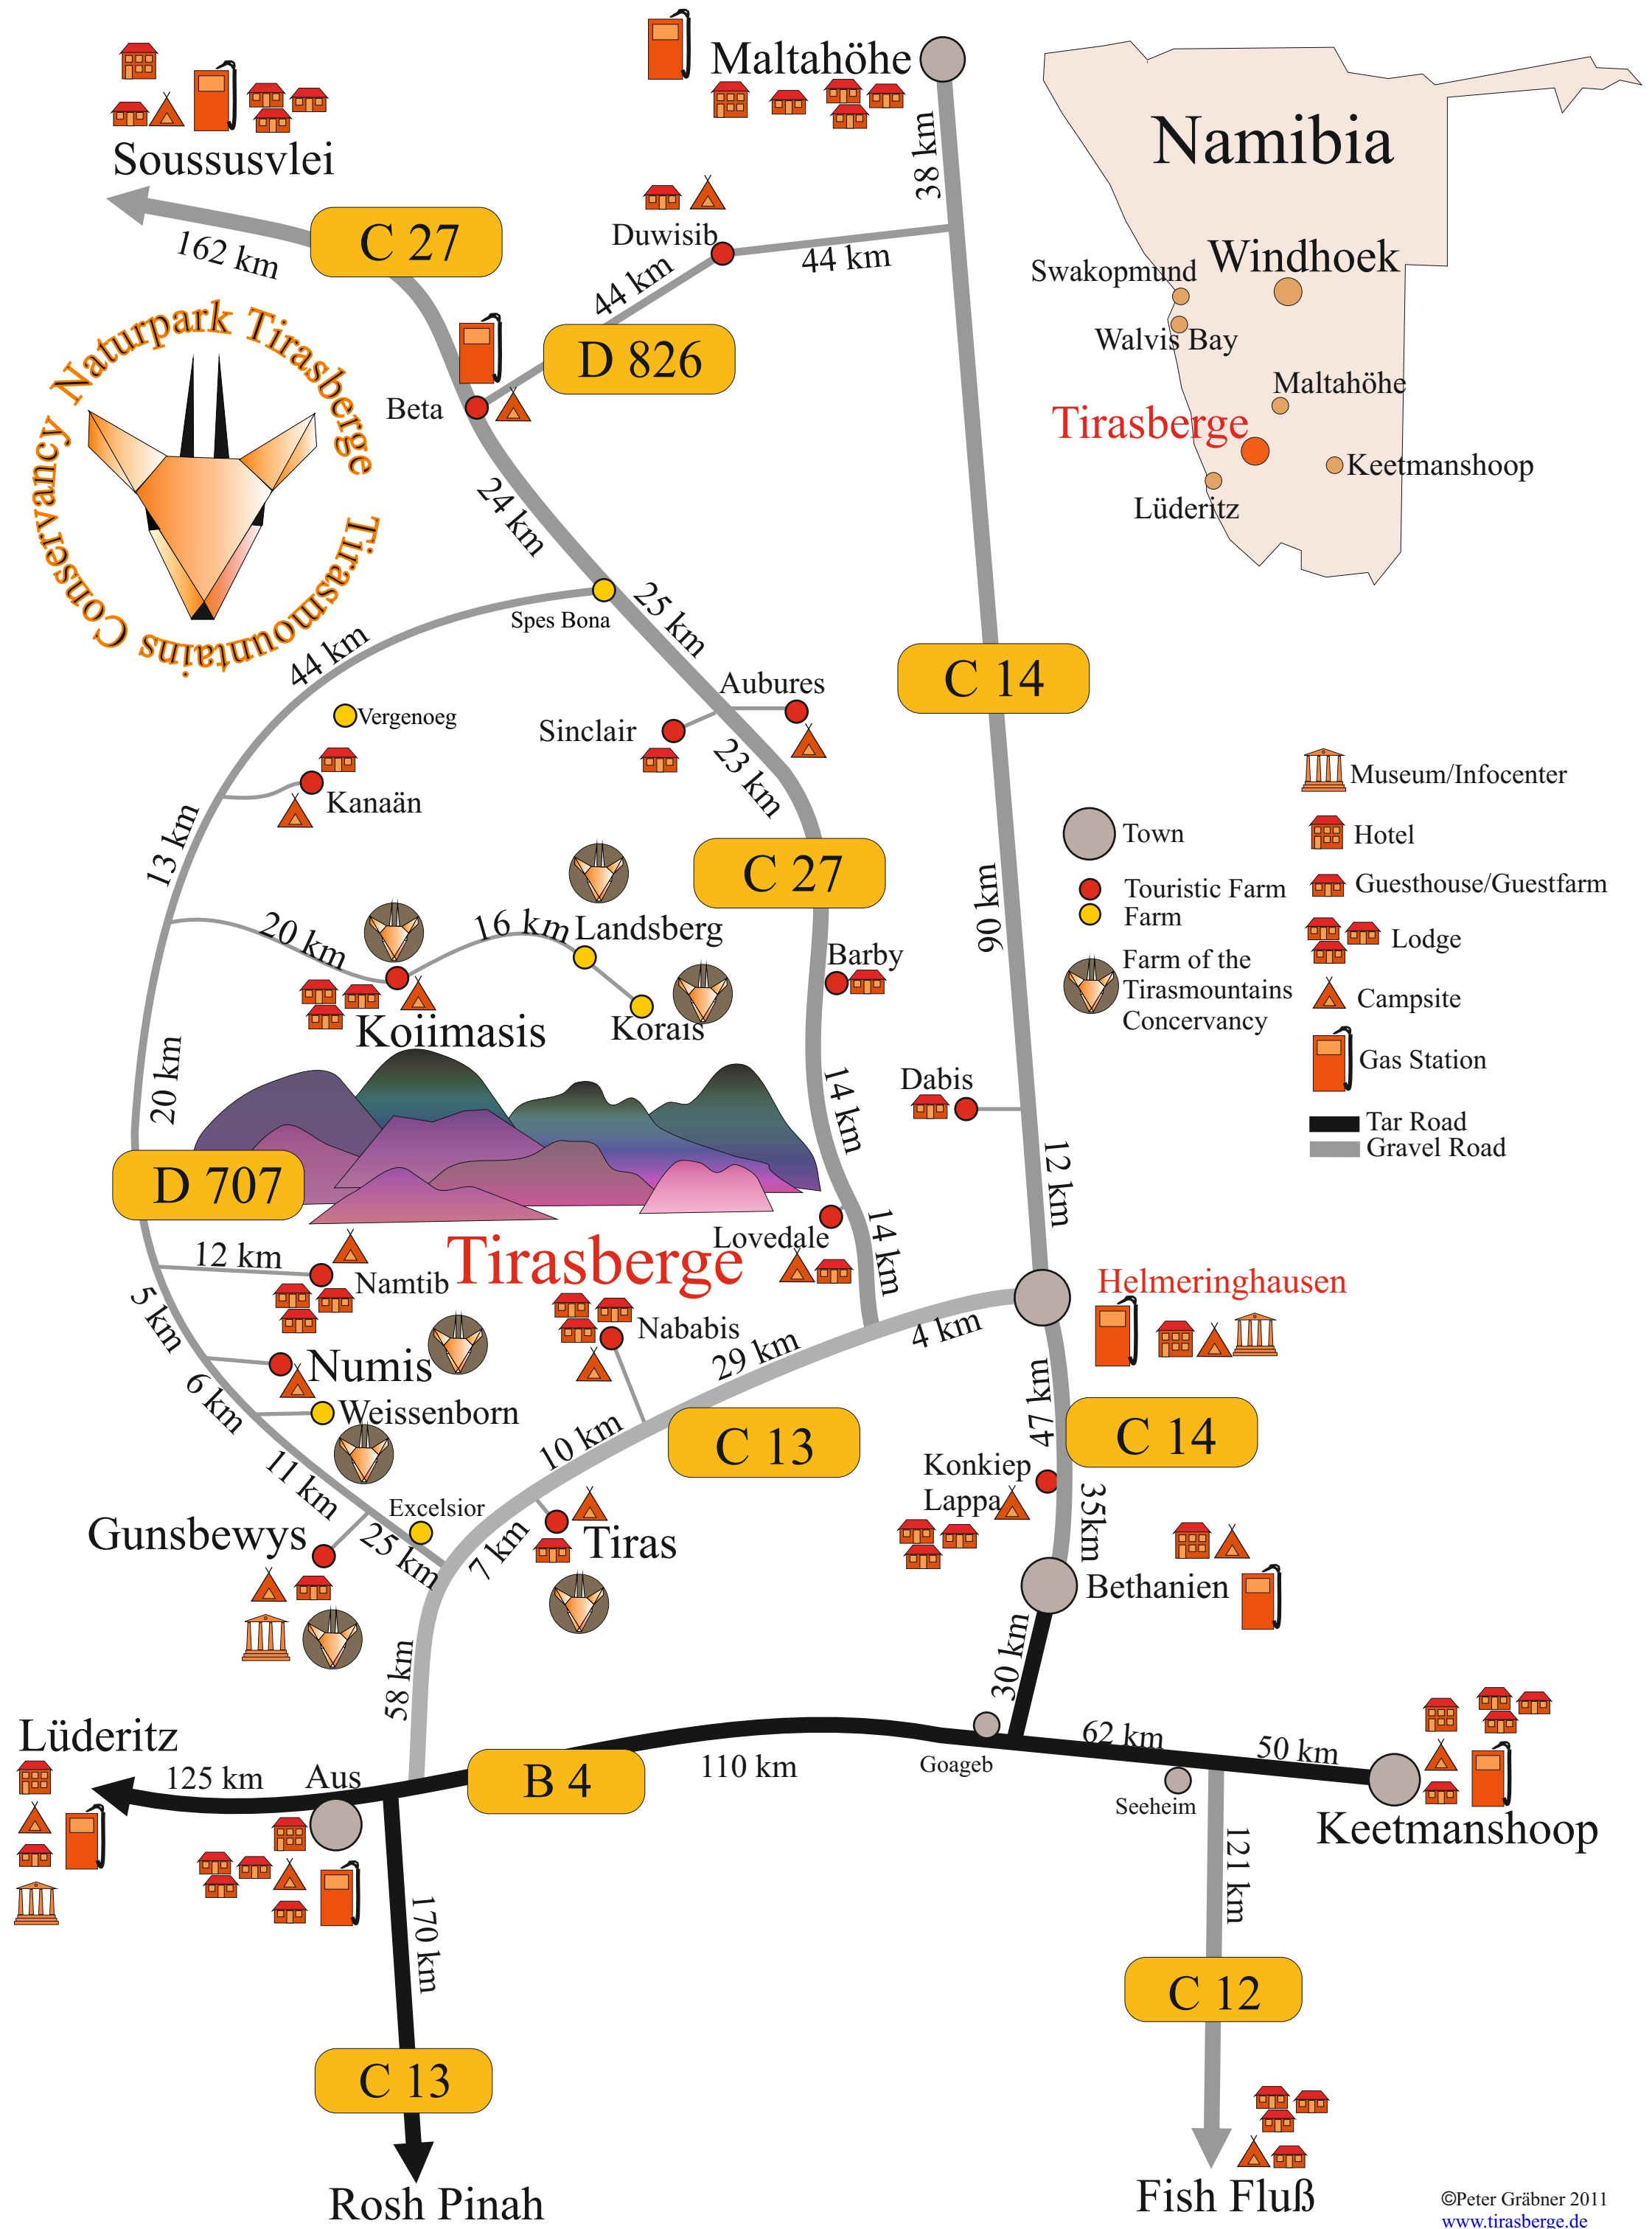 Soussusvlei
Maltahöhe
38 km
Namibia
C 27
162 km
Duwisib
44 km
44 km
D 826
Beta
Windhoek
Swakopmund
Walvis Bay
Maltahöhe
Tirasberge
Keetmanshoop
Lüderitz
Naturpark Tirasberge
Tirasmountains Conservancy
24 km
Spes Bona
25 km
44 km
C 14
Aubures
Sinclair
23 km
Vergenoeg
Kanaän
13 km
C 27
90 km
Museum/Infocenter
Town
Hotel
Touristic Farm
Farm
Guesthouse/Guestfarm
Lodge
Farm of the
Tirasmountains
Concervancy
Campsite
Gas Station
Tar Road
Gravel Road
20 km
16 km
Landsberg
Korais
Koiimasis
Barby
14 km
Dabis
12 km
20 km
D 707
12 km
Namtib
Tirasberge
Lovedale
14 km
Helmeringhausen
5 km
Nababis
29 km
4 km
Numis
47 km
6 km
Weissenborn
10 km
C 13
C 14
11 km
Konkiep
Lappa
35km
Excelsior
Gunsbewys
25 km
7 km
Tiras
Bethanien
58 km
30 km
Lüderitz
125 km
Aus
B 4
110 km
Goageb
62 km
50 km
Seeheim
Keetmanshoop
121 km
170 km
C 12
C 13
Rosh Pinah
Fish Fluß
©Peter Gräbner 2011
www.tirasberge.de